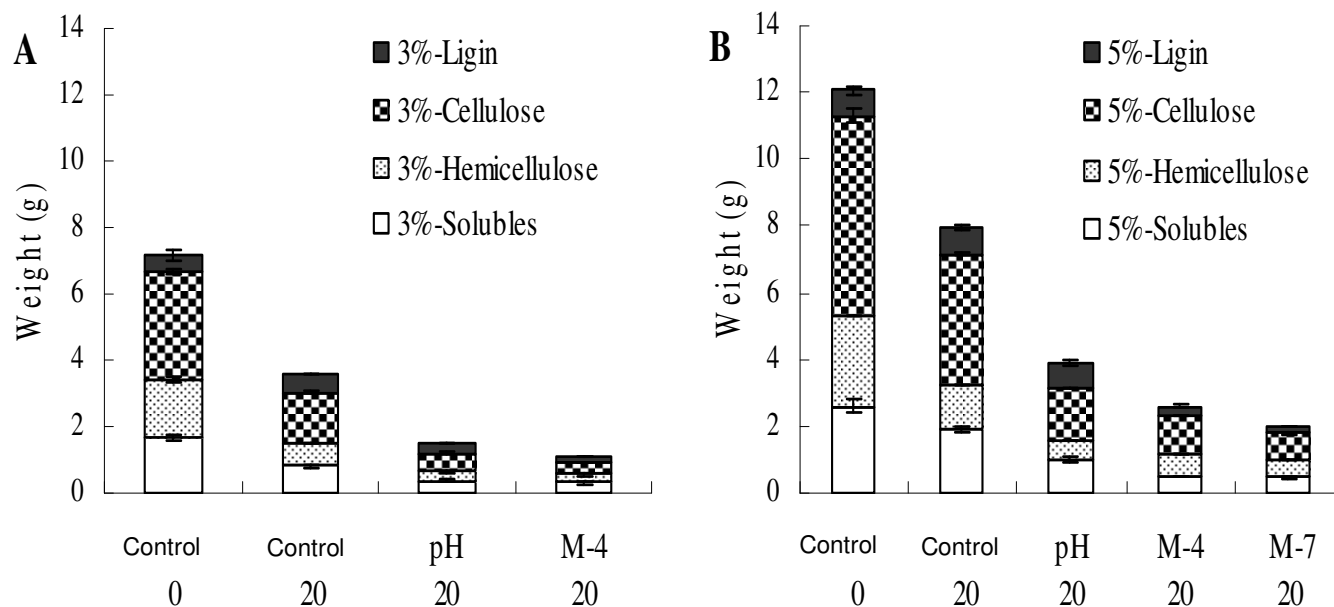 A
14
12
10
8
6
4
2
0
Weight (g)
3%-Ligin
3%-Cellulose
3%-Hemicellulose
3%-Solubles
Control Control pH M-4
0 20 20 20
B
14
12
10
8
6
4
2
0
Weight (g)
5%-Ligin
5%-Cellulose
5%-Hemicellulose
5%-Solubles
Control Control pH M-4 M-7
0 20 20 20 20